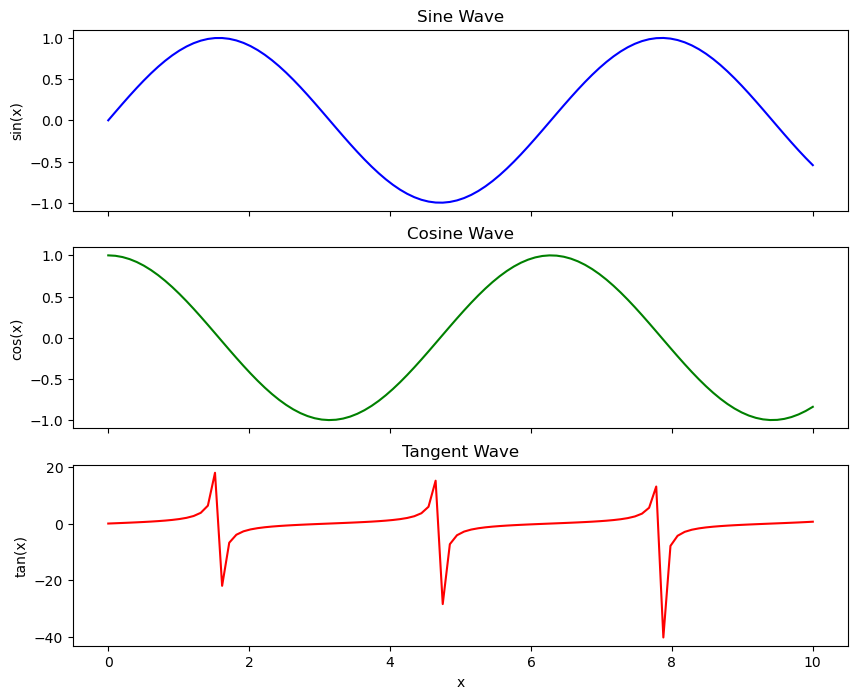 Sine Wave
1.0
0.5
0.0
−0.5
−1.0
sin(x)
Cosine Wave
1.0
0.5
0.0
−0.5
−1.0
cos(x)
Tangent Wave
20
0
−20
−40
tan(x)
0 2 4 6 8 10
x